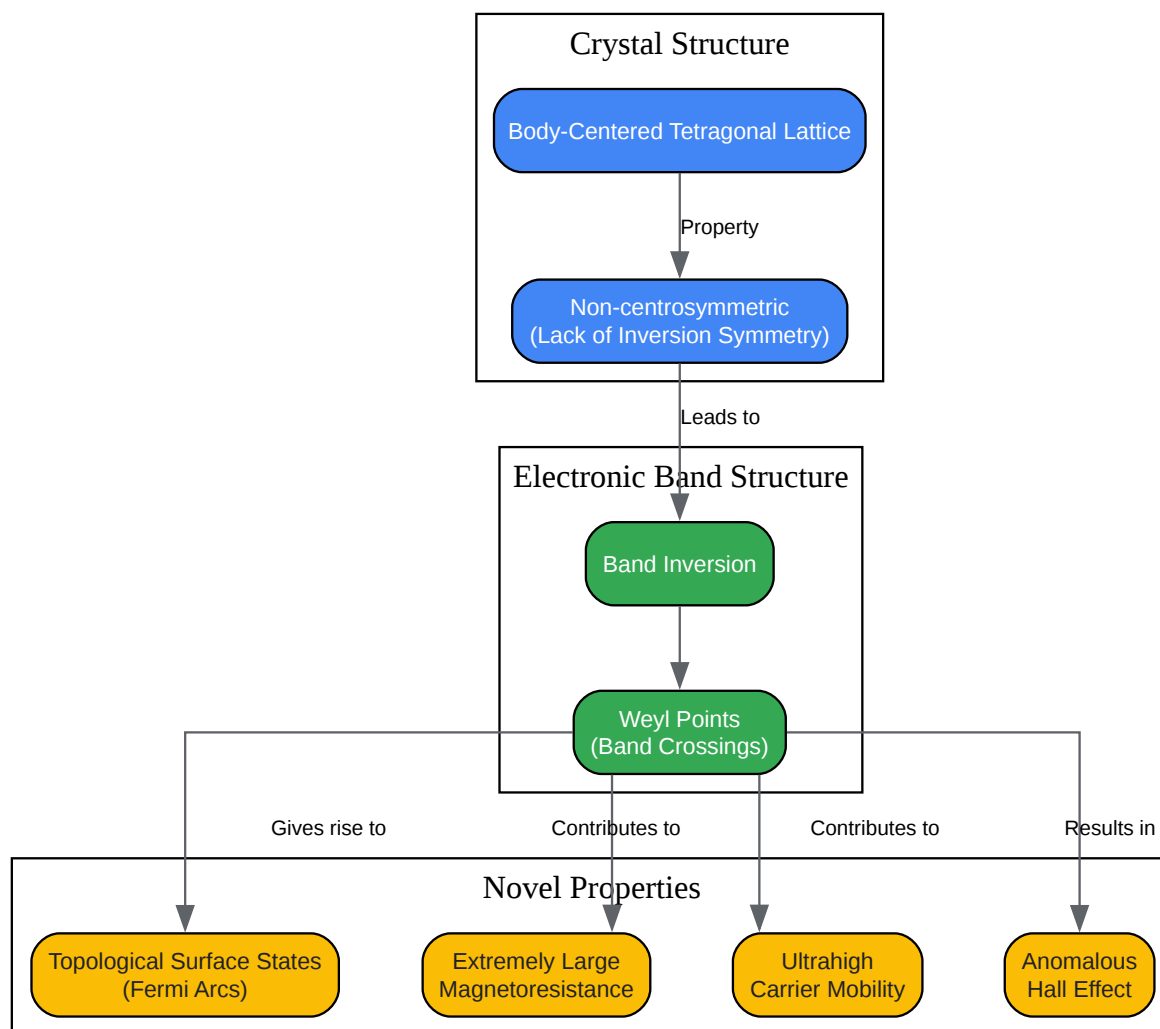 Crystal Structure
Body-Centered Tetragonal Lattice
Property
Non-centrosymmetric
(Lack of Inversion Symmetry)
Leads to
Electronic Band Structure
Band Inversion
Weyl Points
(Band Crossings)
Gives rise to
Contributes to
Contributes to
Results in
Novel Properties
Topological Surface States
(Fermi Arcs)
Extremely Large
Magnetoresistance
Ultrahigh
Carrier Mobility
Anomalous
Hall Effect